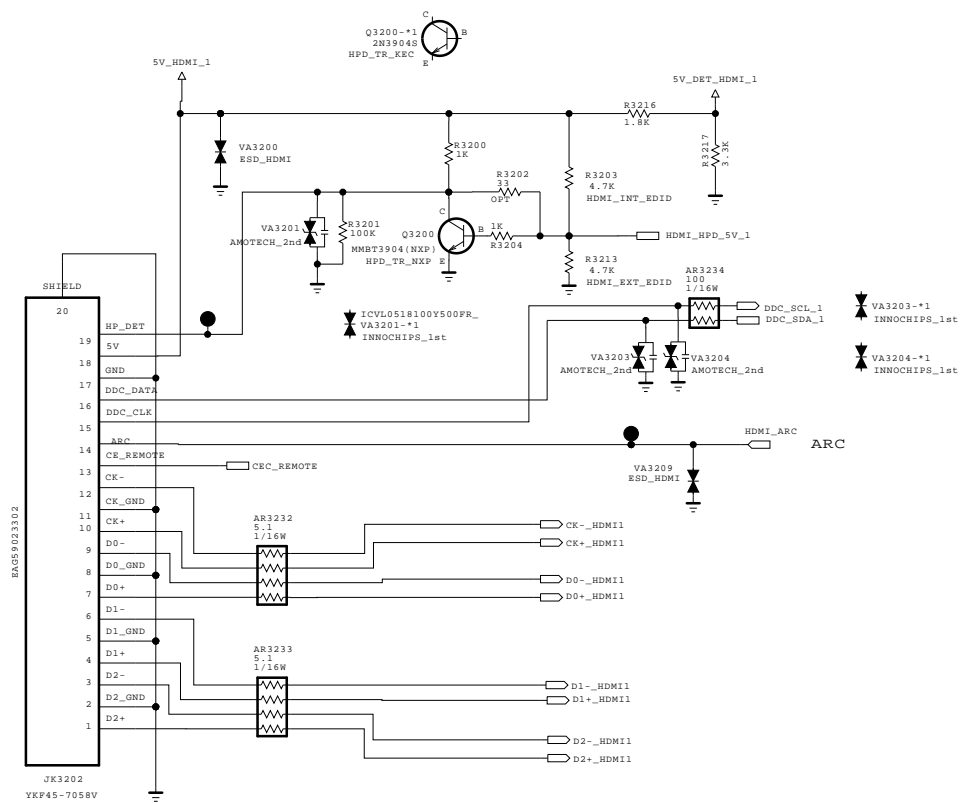 C
Q3200-*1
2N3904S
HPD_TR_KEC
B
E
5V_HDMI_1
5V_DET_HDMI_1
R3216
1.8K
R3217
3.3K
VA3200
ESD_HDMI
R3200
1K
R3202
33
OPT
R3203
4.7K
HDMI_INT_EDID
VA3201
AMOTECH_2nd
R3201
100K
C
Q3200
B
1K
R3204
HDMI_HPD_5V_1
MMBT3904(NXP)
E
HPD_TR_NXP
R3213
4.7K
HDMI_EXT_EDID
AR3234
100
1/16W
SHIELD
20
ICVL0518100Y500FR_
VA3201-*1
INNOCHIPS_1st
DDC_SCL_1
DDC_SDA_1
VA3203-*1
INNOCHIPS_1st
HP_DET
19
5V
18
GND
17
VA3203
AMOTECH_2nd
VA3204
AMOTECH_2nd
VA3204-*1
INNOCHIPS_1st
DDC_DATA
16
DDC_CLK
15
ARC
14
HDMI_ARC
ARC
CE_REMOTE
13
CEC_REMOTE
VA3209
ESD_HDMI
CK-
12
CK_GND
11
CK+
10
AR3232
5.1
1/16W
CK-_HDMI1
CK+_HDMI1
D0-
9
D0_GND
8
D0-_HDMI1
D0+
7
D0+_HDMI1
D1-
6
D1_GND
5
D1+
4
AR3233
5.1
1/16W
D2-
3
D1-_HDMI1
D2_GND
2
D1+_HDMI1
D2+
1
D2-_HDMI1
D2+_HDMI1
EAG59023302
JK3202
YKF45-7058V